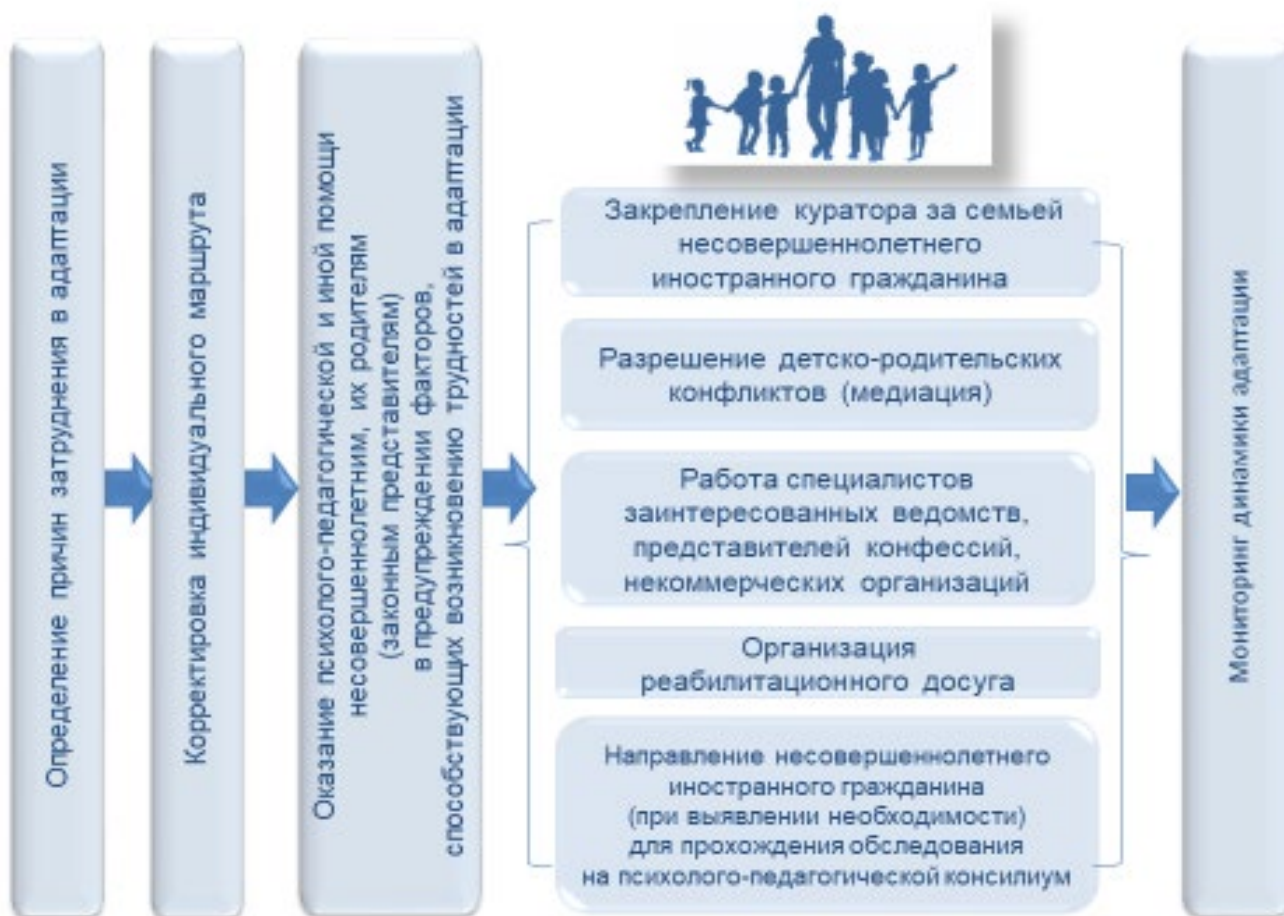 Определение причин затруднения в адаптации
Корректировка индивидуального маршрута
Оказание психолого-педагогической и иной помощи
несовершеннолетним, их родителям
(законным представителям)
в предупреждении факторов,
способствующих возникновению трудностей в адаптации
Закрепление куратора за семьей
несовершеннолетнего
иностранного гражданина
Разрешение детско-родительских
конфликтов (медиация)
Работа специалистов
заинтересованных ведомств,
представителей конфессий,
некоммерческих организаций
Организация
реабилитационного досуга
Направление несовершеннолетнего
иностранного гражданина
(при выявлении необходимости)
для прохождения обследования
на психолого-педагогической консилиум
Мониторинг динамики адаптации